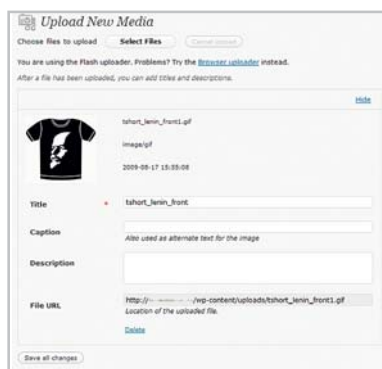 Upload New Media
Choose files to upload Select Files Cancel Upload
You are using the Flash uploader. Problems? Try the Browser uploader instead.
After a file has been uploaded, you can add titles and descriptions.
Hide
tshort_lenin_front1.gif
image/gif
2009-08-17 15:35:08
Title * tshort_lenin_front
Caption
Also used as alternate text for the image
Description
File URL http:// /wp-content/uploads/tshort_lenin_front1.gif
Location of the uploaded file.
Delete
Save all changes